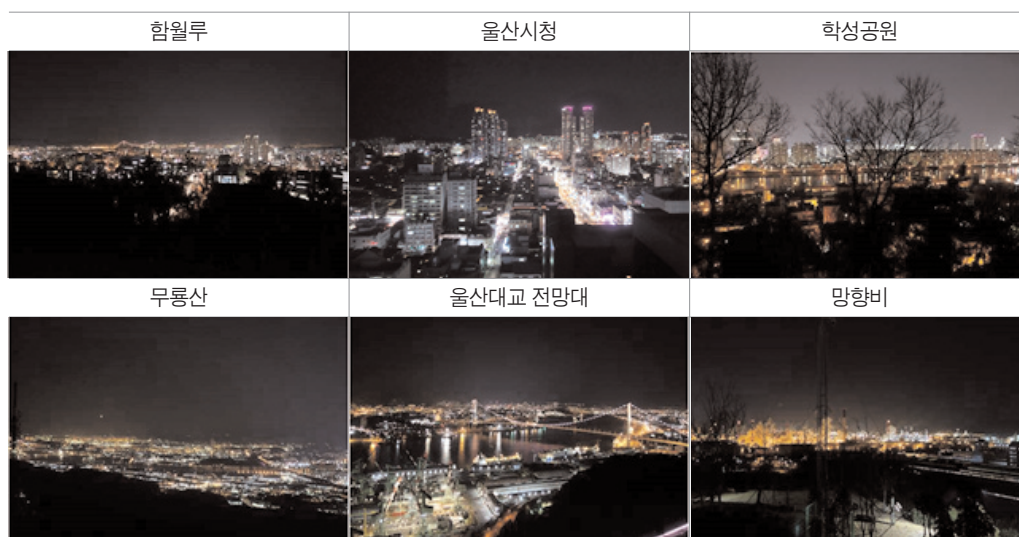 함월루
울산시청
학성공원
무룡산
울산대교 전망대
망향비